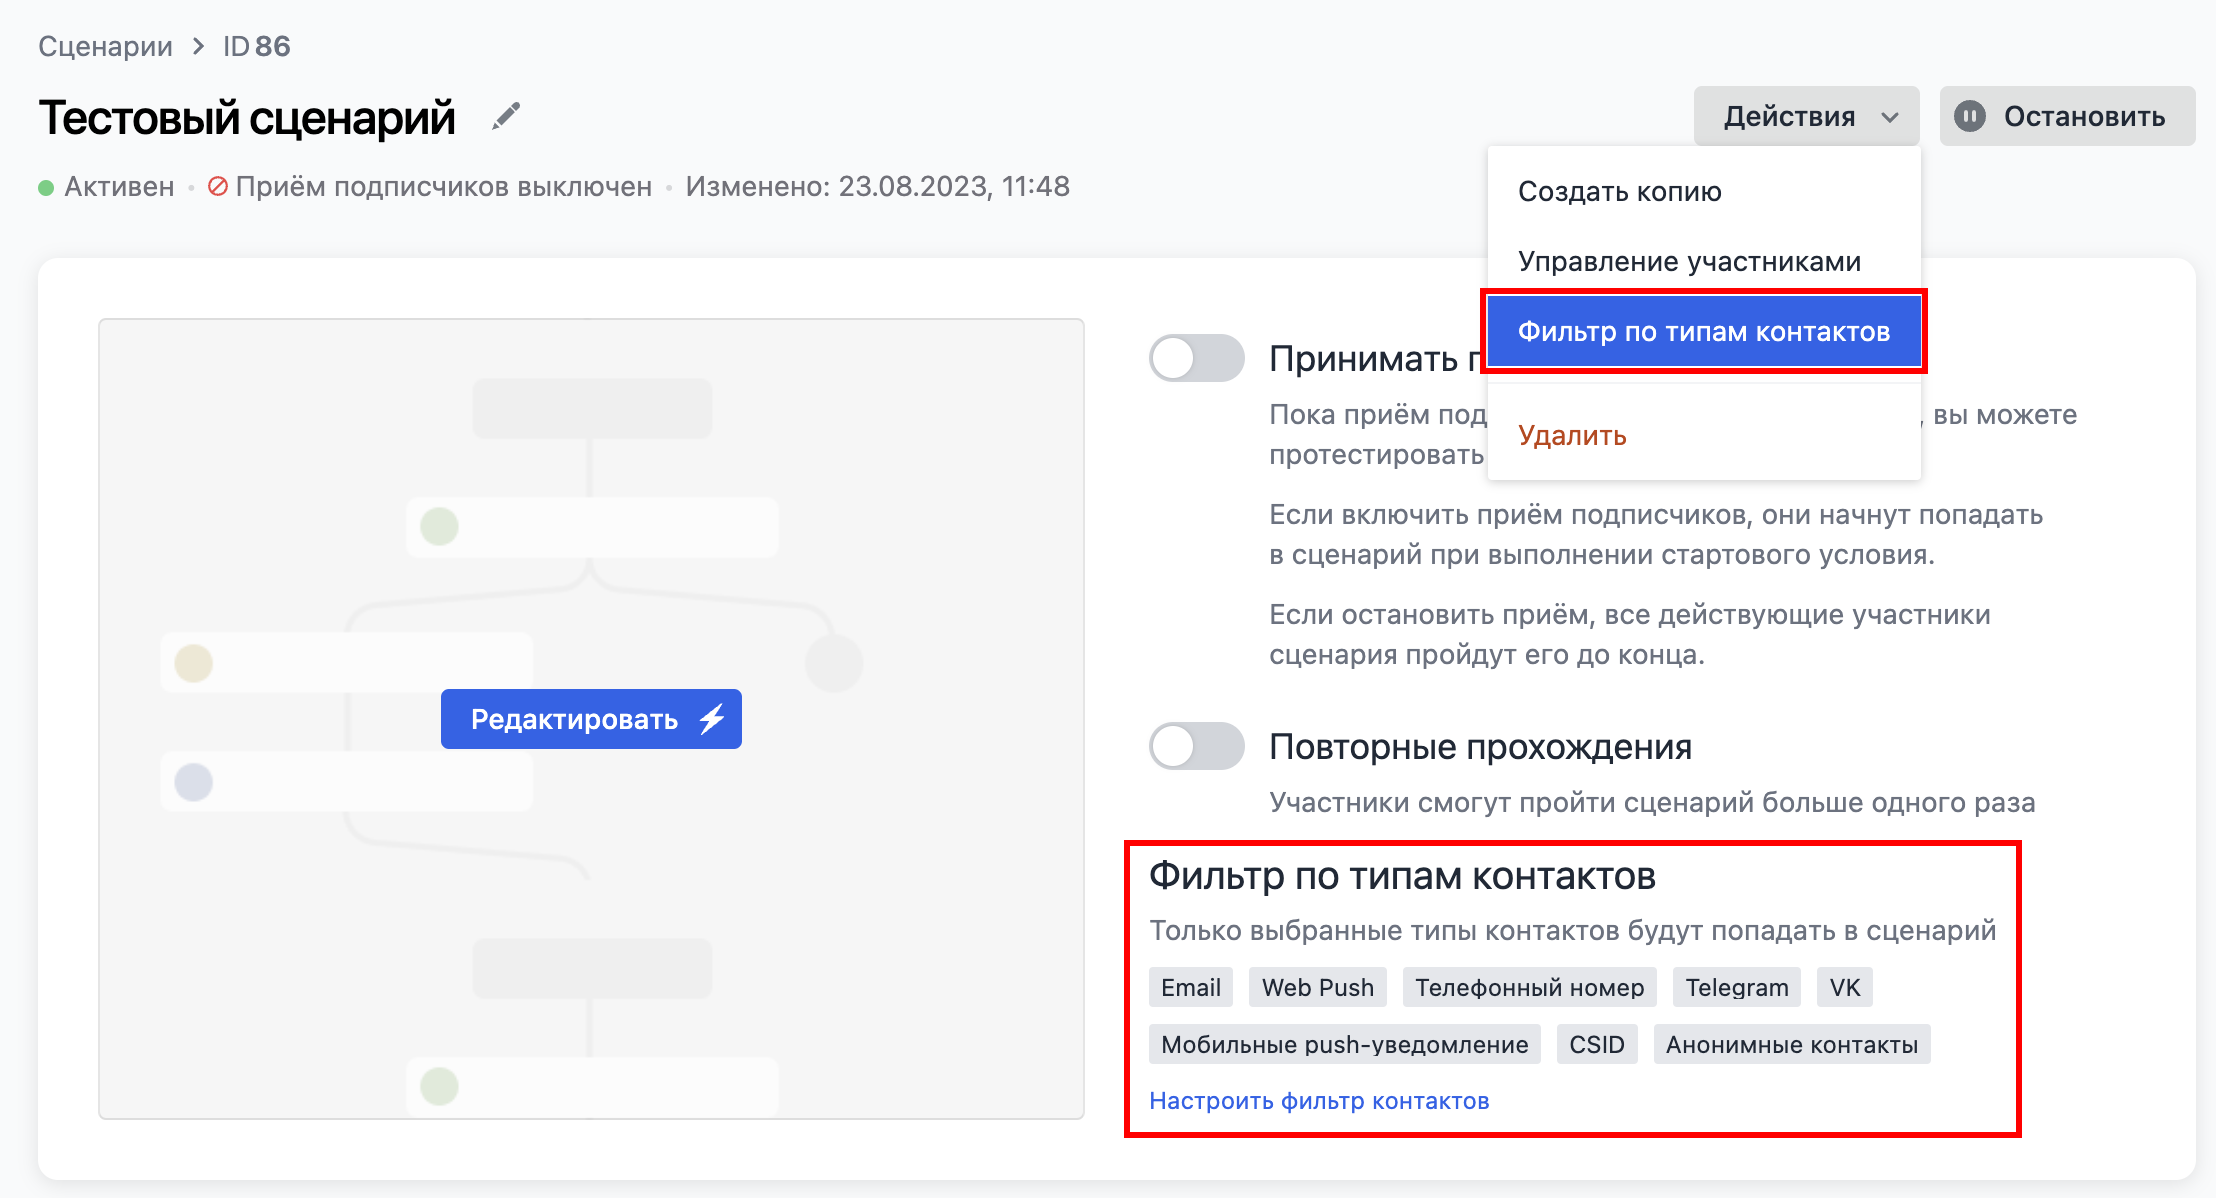 Сценарии > ID 86
Тестовый сценарий
Действия
Остановить
Активен • Приём подписчиков выключен • Изменено: 23.08.2023, 11:48
Создать копию
Управление участниками
Фильтр по типам контактов
Удалить
Редактировать
Принимать
Пока приём под
, вы можете
протестировать
Если включить приём подписчиков, они начнут попадать
в сценарий при выполнении стартового условия.
Если остановить приём, все действующие участники
сценария пройдут его до конца.
Повторные прохождения
Участники смогут пройти сценарий больше одного раза
Фильтр по типам контактов
Только выбранные типы контактов будут попадать в сценарий
Email Web Push Телефонный номер Telegram VK
Мобильные push-уведомление CSID Анонимные контакты
Настроить фильтр контактов